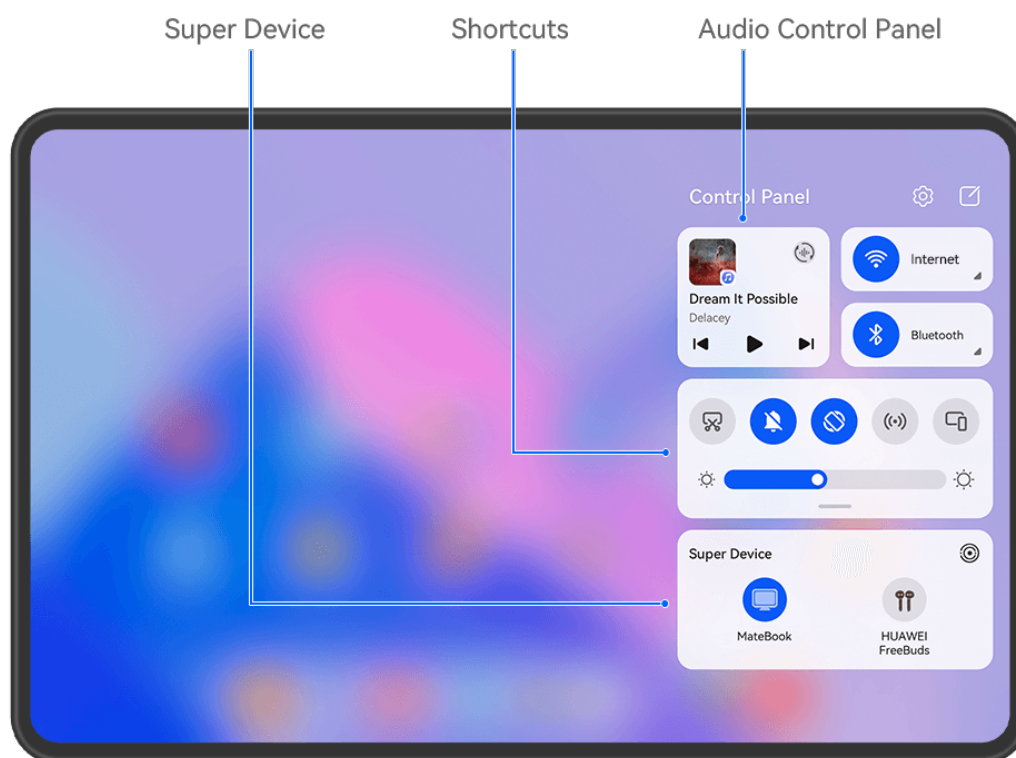 Super Device
Shortcuts
Audio Control Panel
Control Panel
Dream It Possible
Delacey
Internet
Bluetooth
Super Device
MateBook
HUAWEI
FreeBuds